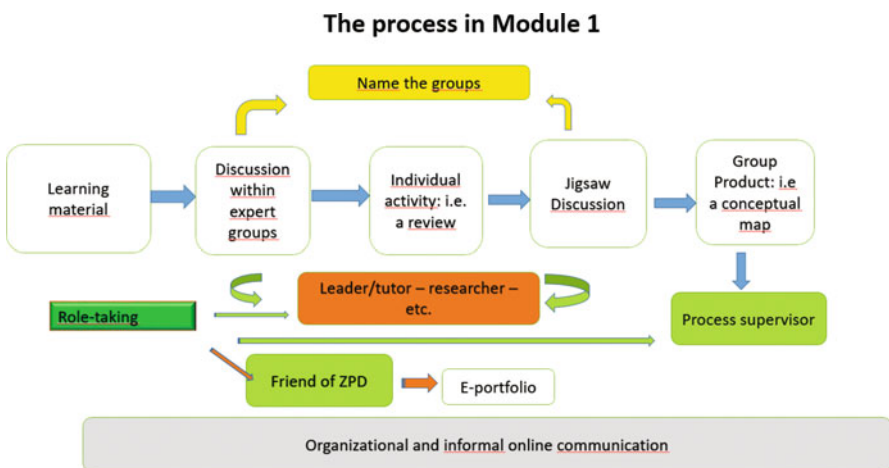 The process in Module 1
Name the groups
Learning
material
Discussion
within
expert
groups
Individual
activity: i.e.
a review
Jigsaw
Discussion
Group
Product: i.e
a conceptual
map
Leader/tutor – researcher –
etc.
Role-taking
Process supervisor
Friend of ZPD
E-portfolio
Organizational and informal online communication